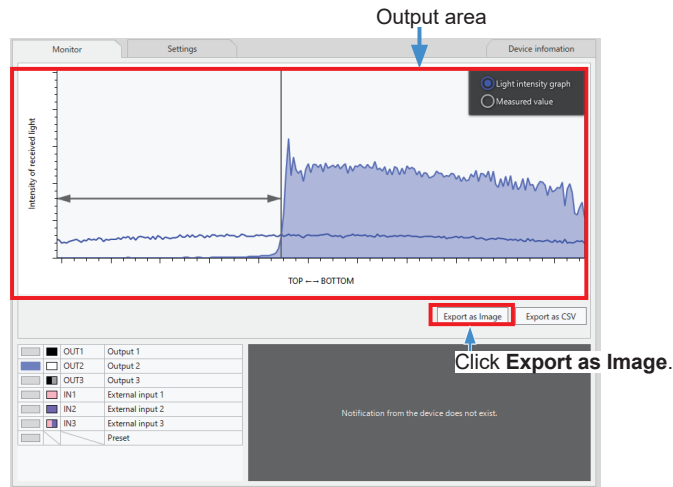 Output area
Monitor
Settings
Device infomation
Light intensity graph
Measured value
Intensity of received light
TOP ←→ BOTTOM
Export as Image
Export as CSV
Click Export as Image.
OUT1 Output 1
OUT2 Output 2
OUT3 Output 3
IN1 External input 1
IN2 External input 2
IN3 External input 3
Preset
Notification from the device does not exist.